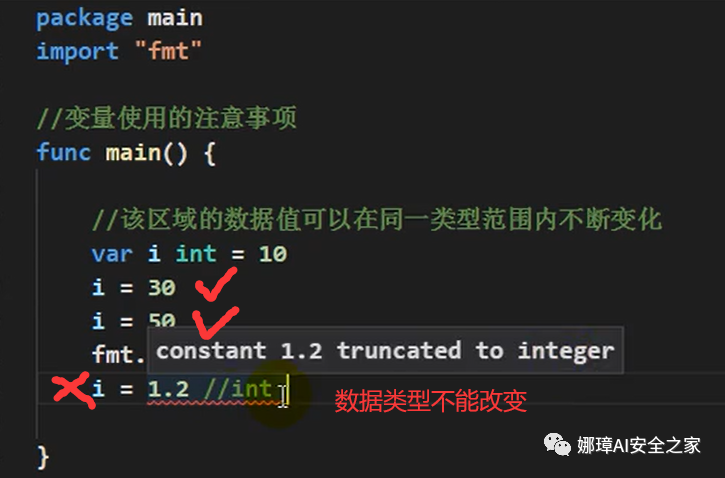 package main
import "fmt"
//变量使用的注意事项
func main() {
//该区域的数据值可以在同一类型范围内不断变化
var i int = 10
i = 30
i = 50
fmt.
constant 1.2 truncated to integer
i = 1.2 //int
数据类型不能改变
}
娜璋AI安全之家